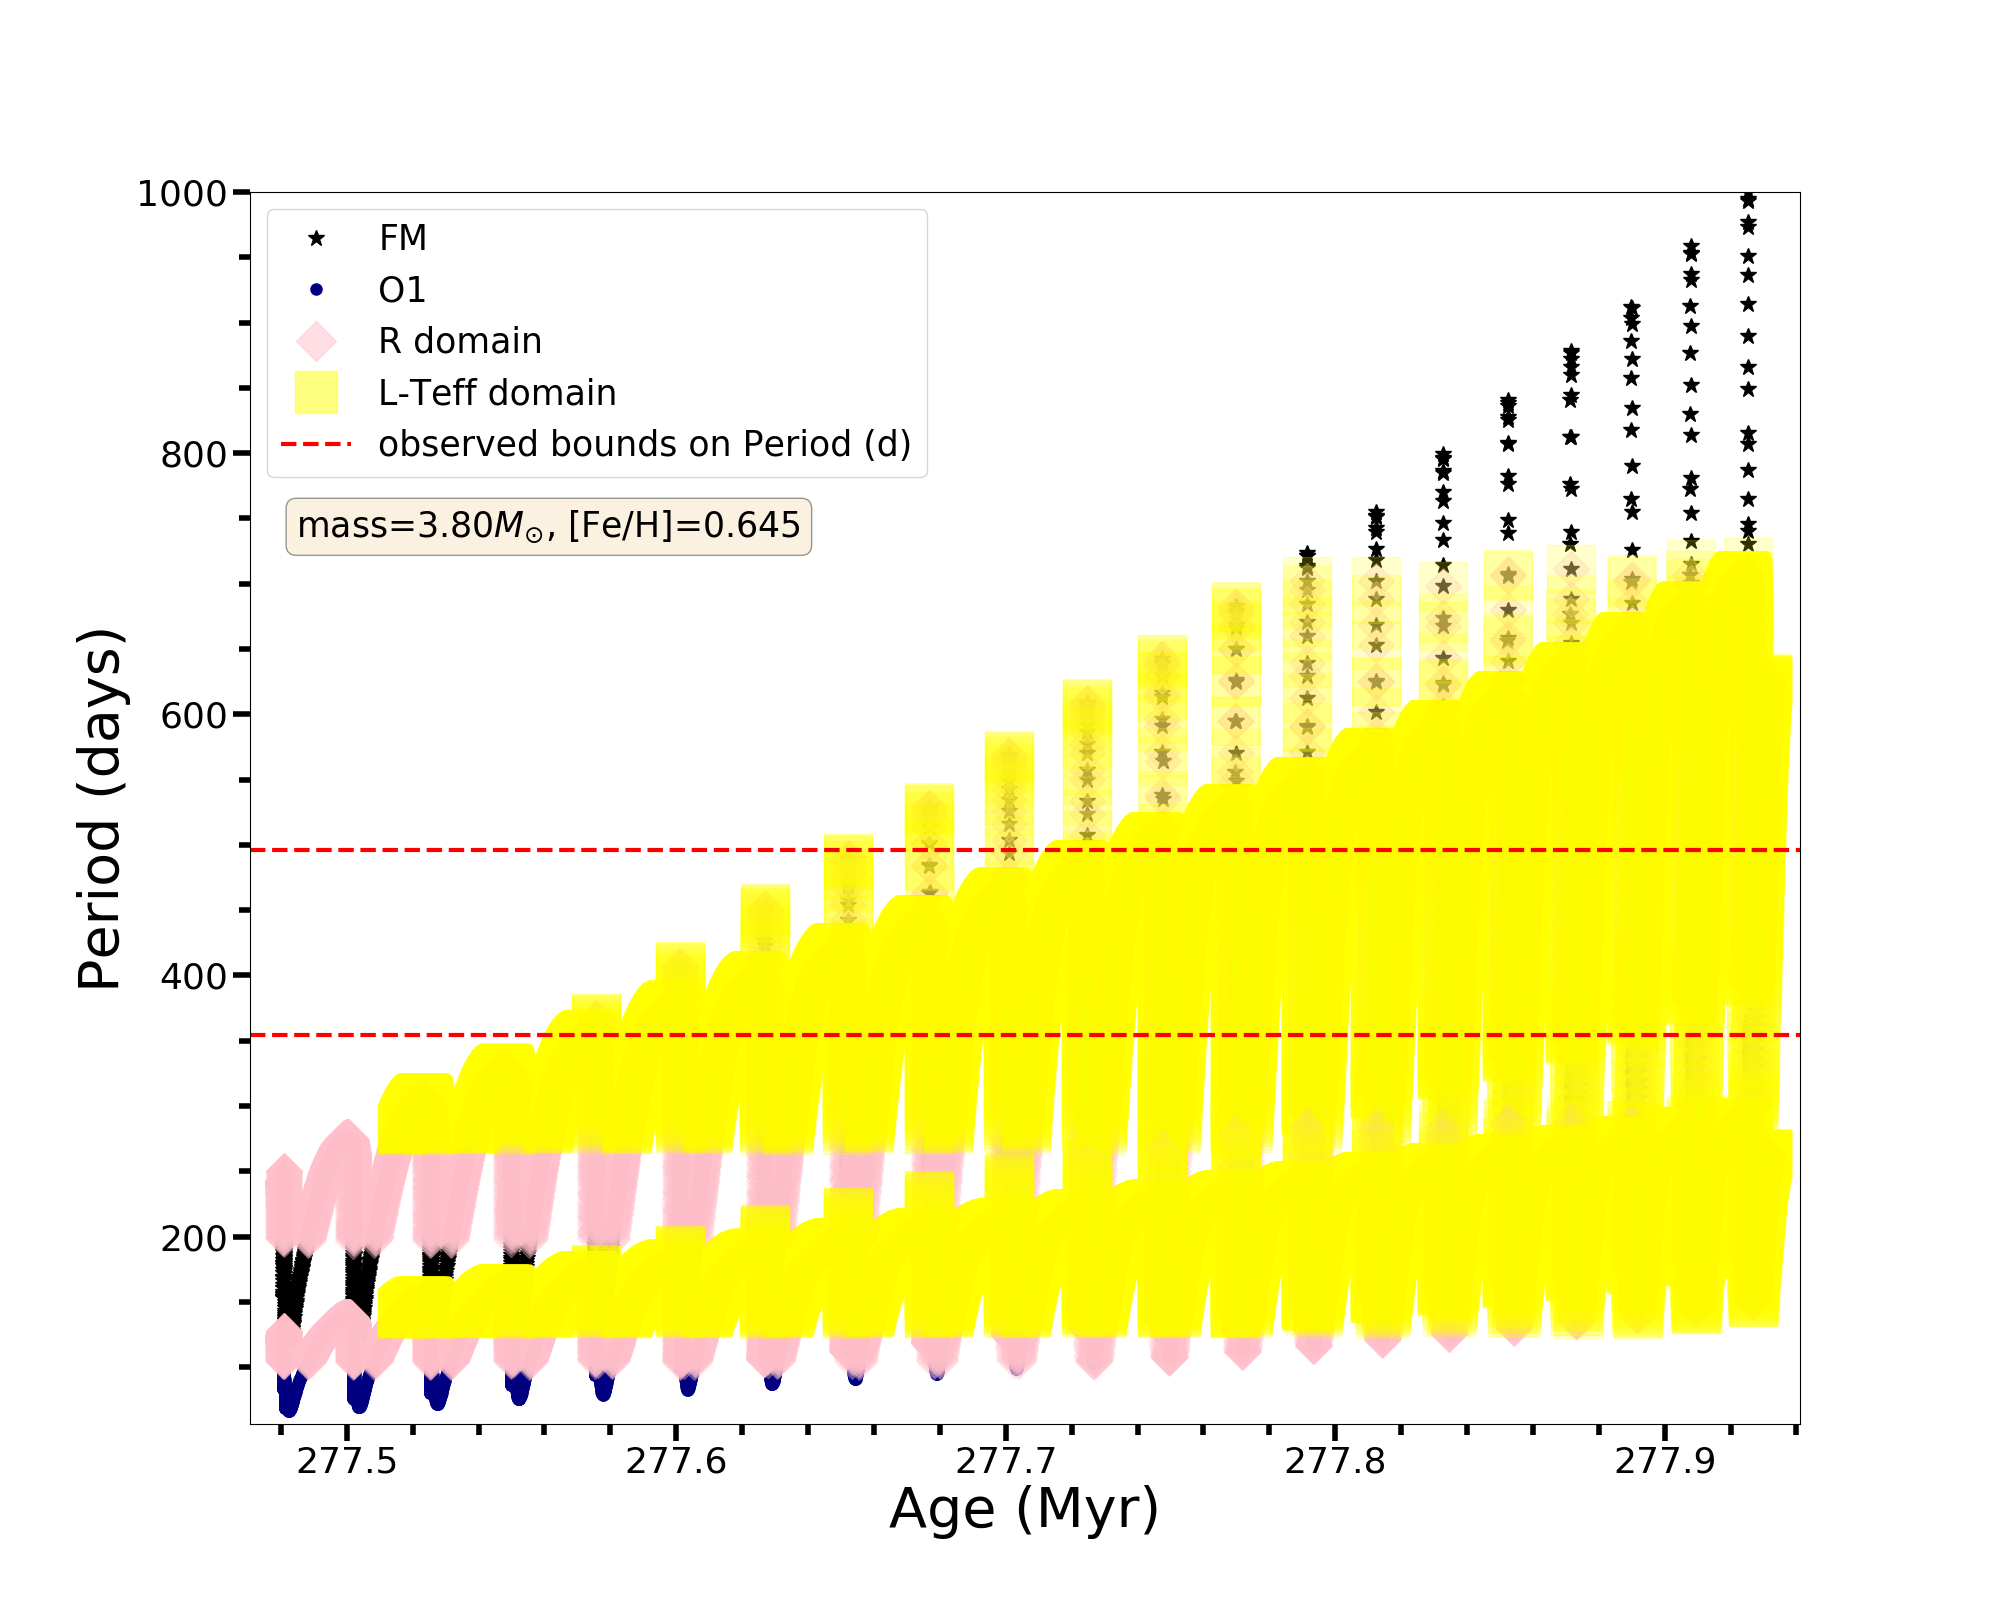 1000
800
600
400
200
Period (days)
FM
O1
R domain
L-Teff domain
observed bounds on Period (d)
mass=3.80M⊙, [Fe/H]=0.645
277.5 277.6 277.7 277.8 277.9
Age (Myr)